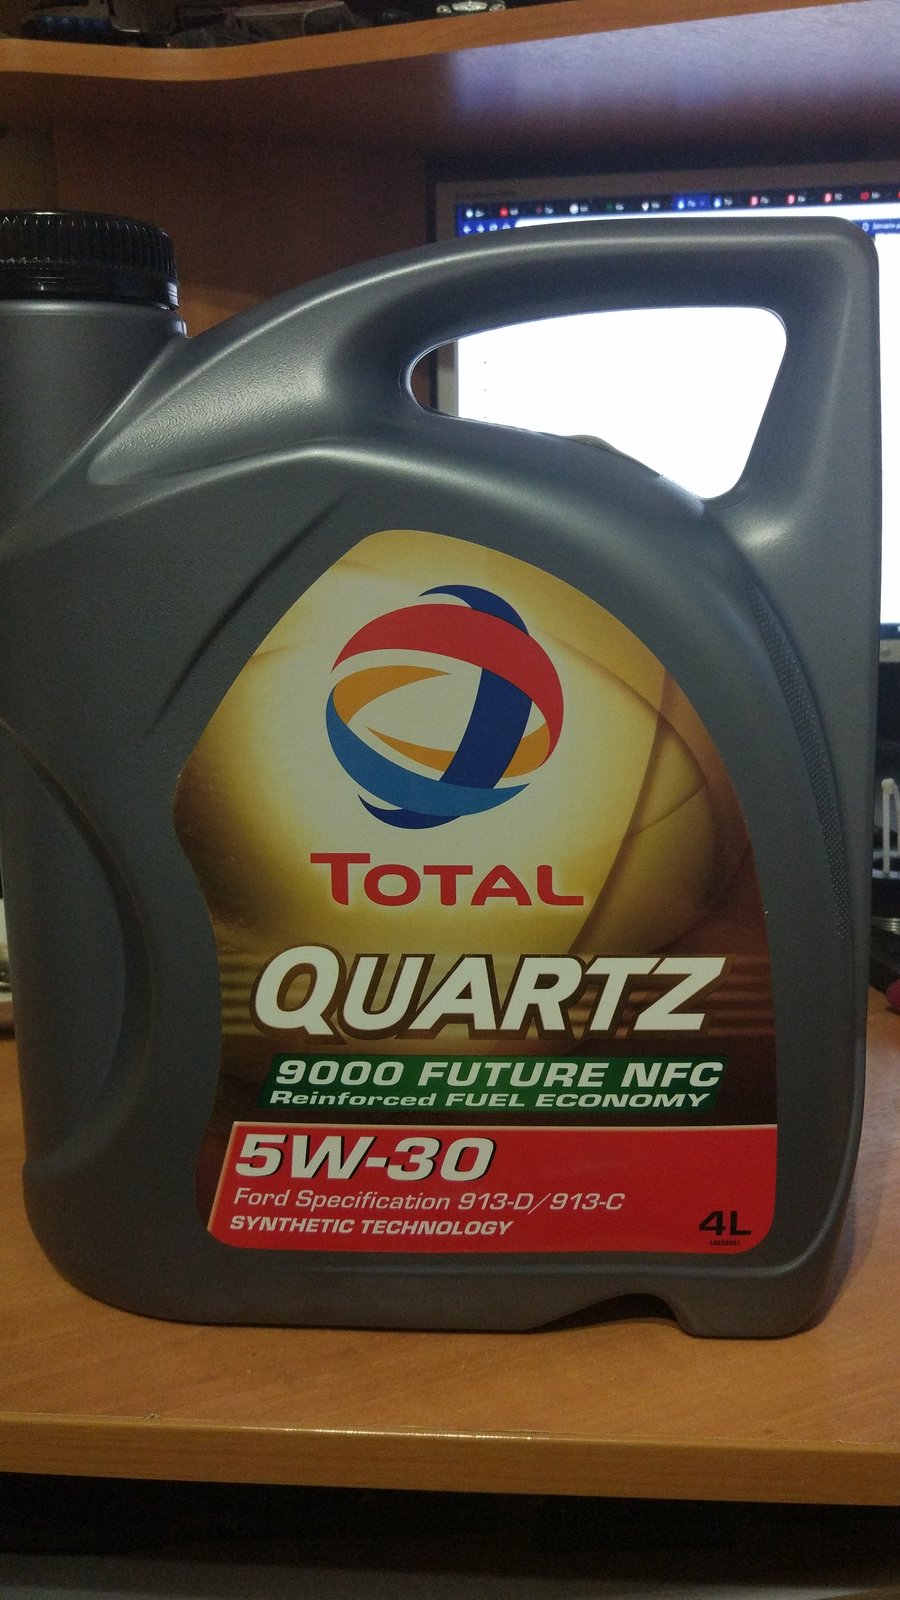 TOTAL
QUARTZ
9000 FUTURE NFC
Reinforced FUEL ECONOMY
5W-30
Ford Specification 913-D/913-C
SYNTHETIC TECHNOLOGY
4L